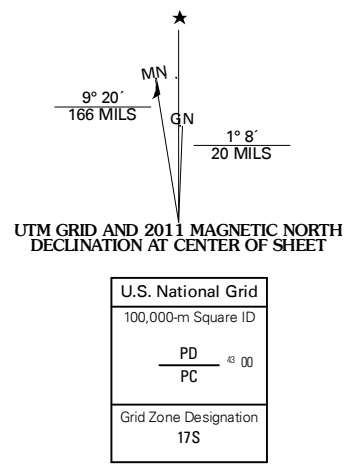 ★
MN
9° 20´
166 MILS
GN
1° 8´
20 MILS
UTM GRID AND 2011 MAGNETIC NORTH
DECLINATION AT CENTER OF SHEET
U.S. National Grid
100,000-m Square ID
PD
43 00
PC
Grid Zone Designation
17S